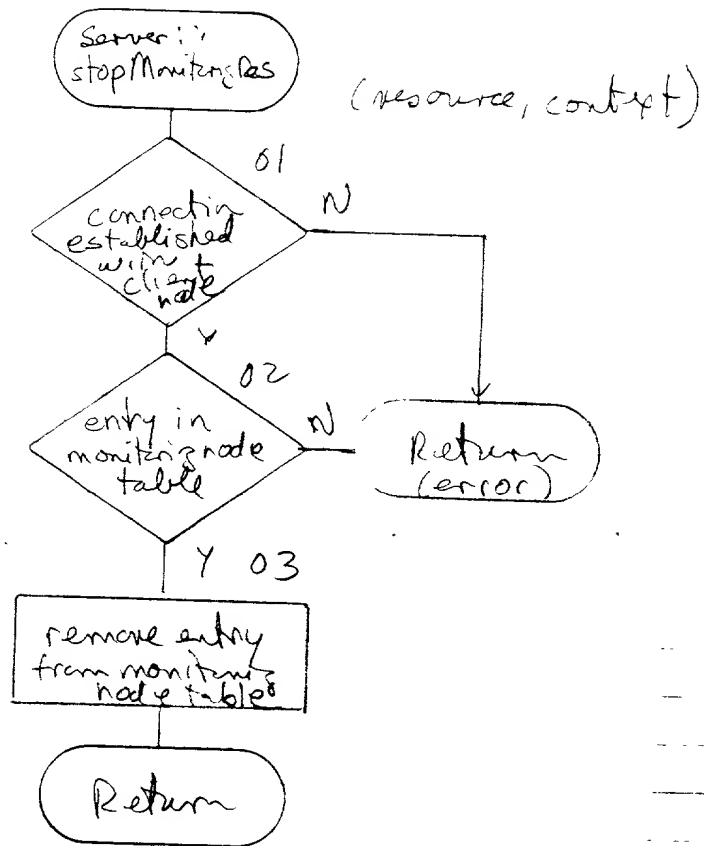 Server::
stopMonitoringRes
(resource, context)
01
connection
established
with
client
node
N
Y
02
entry in
monitoring node
table
N
Return
(error)
Y 03
remove entry
from monitoring
node table
Return